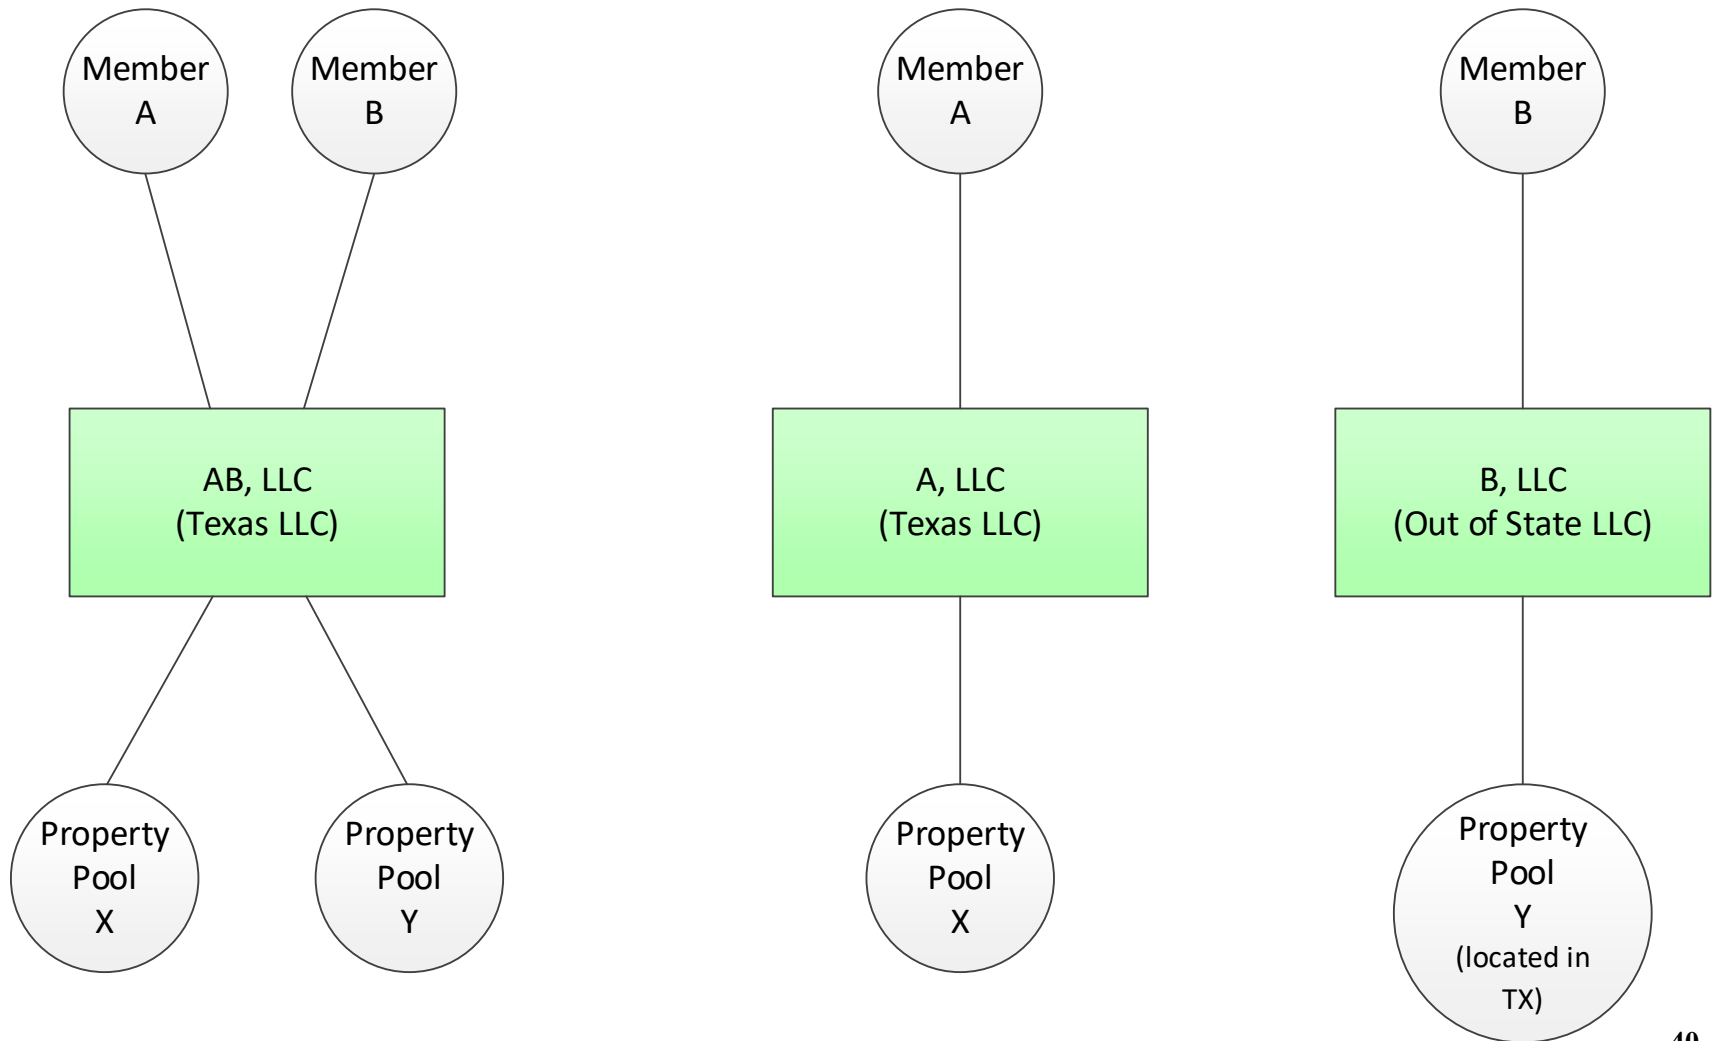 Member
A
Member
B
Member
A
Member
B
AB, LLC
(Texas LLC)
A, LLC
(Texas LLC)
B, LLC
(Out of State LLC)
Property
Pool
X
Property
Pool
Y
Property
Pool
X
Property
Pool
Y
(located in
TX)
40